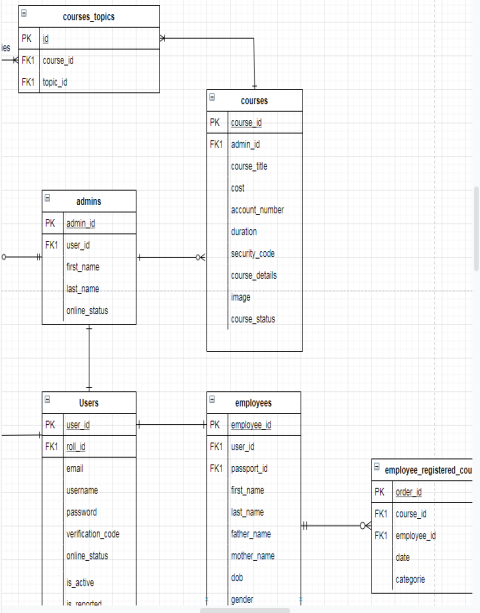 courses_topics
PK id
ies
FK1 course_id
FK1 topic_id
courses
PK course_id
FK1 admin_id
course_title
cost
account_number
duration
security_code
course_details
image
course_status
admins
PK admin_id
FK1 user_id
first_name
last_name
online_status
Users
PK user_id
FK1 roll_id
email
username
password
verification_code
online_status
is_active
is_reported
employees
PK employee_id
FK1 user_id
FK1 passport_id
first_name
last_name
father_name
mother_name
dob
gender
employee_registered_cou
PK order_id
FK1 course_id
FK1 employee_id
date
categorie